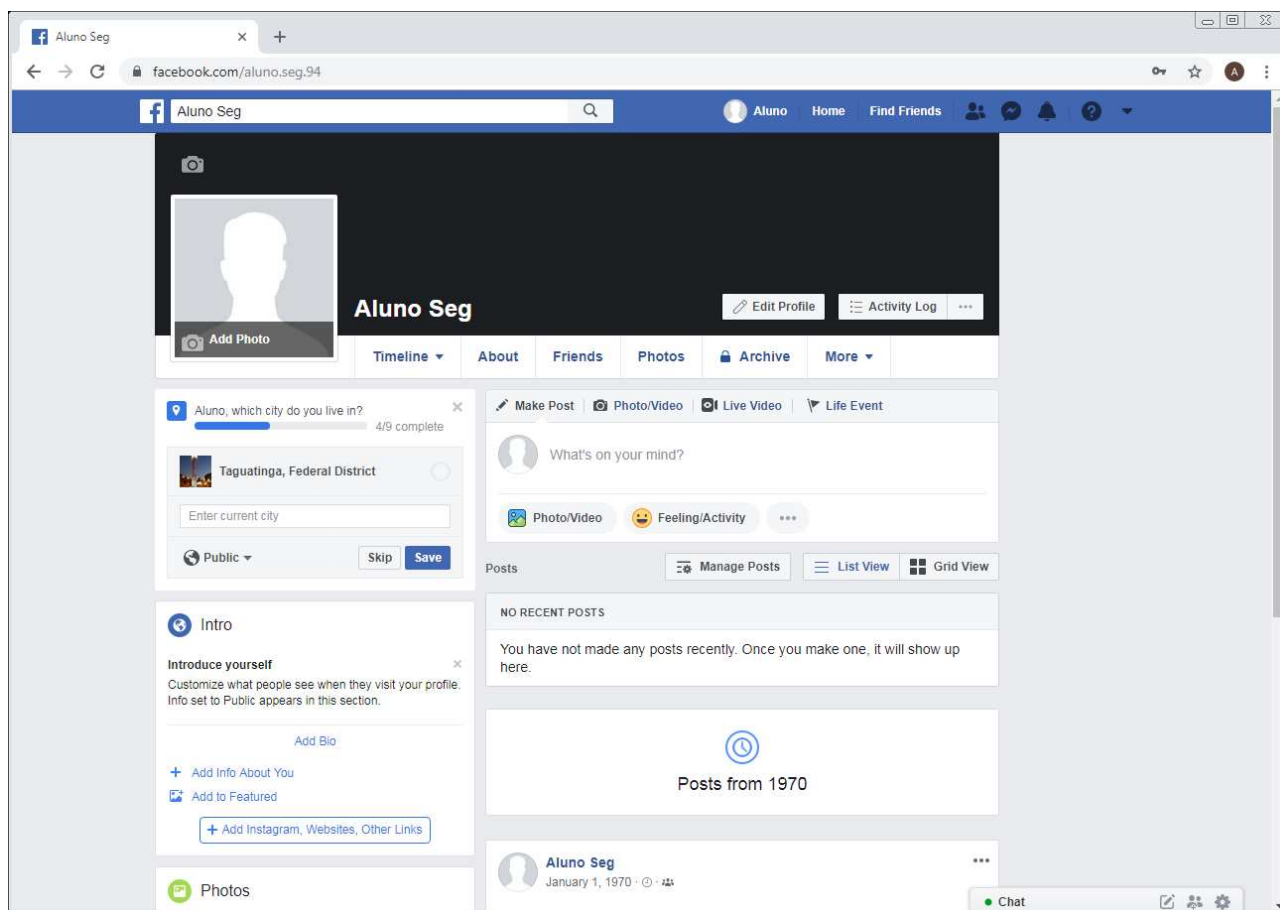 Aluno Seg
facebook.com/aluno.seg.94
A
Aluno Seg
Aluno Home Find Friends
Add Photo
Aluno Seg
Edit Profile
Activity Log
Timeline About Friends Photos Archive More
Aluno, which city do you live in?
4/9 complete
Taguatinga, Federal District
Enter current city
Public
Skip
Save
Intro
Introduce yourself
Customize what people see when they visit your profile.
Info set to Public appears in this section.
Add Bio
+ Add Info About You
Add to Featured
+ Add Instagram, Websites, Other Links
Photos
Make Post Photo/Video Live Video Life Event
What's on your mind?
Photo/Video Feeling/Activity
Posts
Manage Posts
List View
Grid View
NO RECENT POSTS
You have not made any posts recently. Once you make one, it will show up
here.
Posts from 1970
Aluno Seg
January 1, 1970
Chat